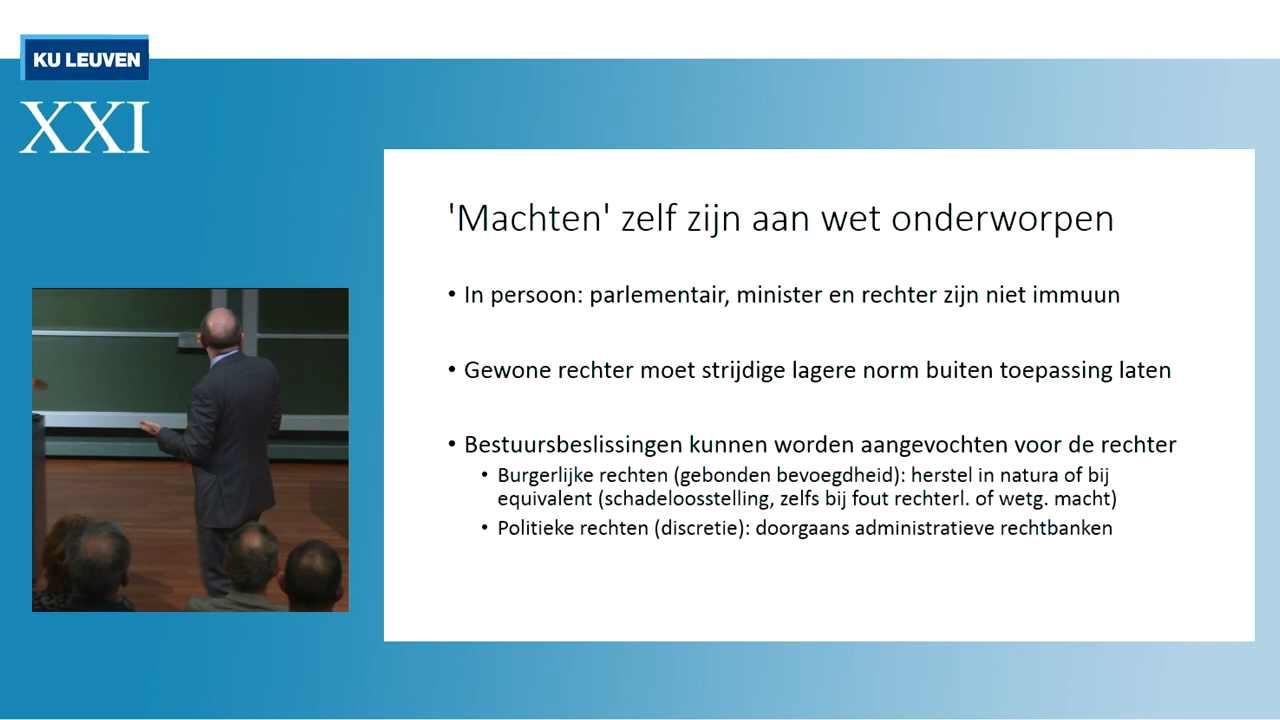 KU LEUVEN
XXI
'Machten' zelf zijn aan wet onderworpen
• In persoon: parlementair, minister en rechter zijn niet immuun
• Gewone rechter moet strijdige lagere norm buiten toepassing laten
• Bestuursbeslissingen kunnen worden aangevochten voor de rechter
• Burgerlijke rechten (gebonden bevoegdheid): herstel in natura of bij
equivalent (schadeloosstelling, zelfs bij fout rechterl. of wetg. macht)
• Politieke rechten (discretie): doorgaans administratieve rechtbanken